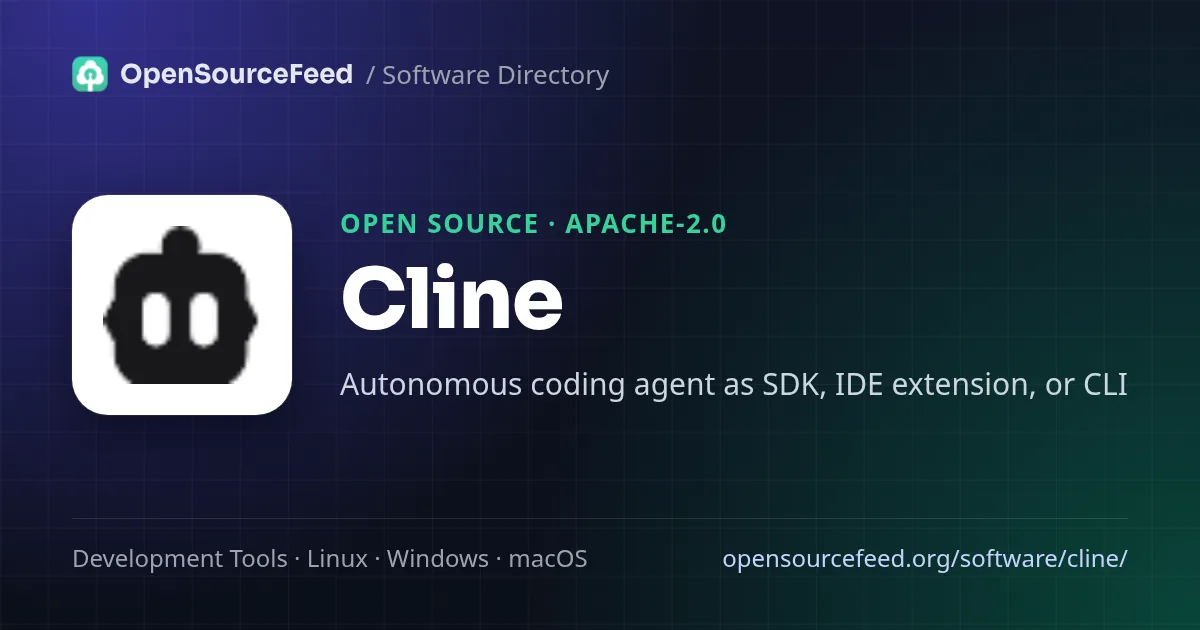 OpenSourceFeed / Software Directory
OPEN SOURCE · APACHE-2.0
Cline
Autonomous coding agent as SDK, IDE extension, or CLI
Development Tools · Linux · Windows · macOS
opensourcefeed.org/software/cline/